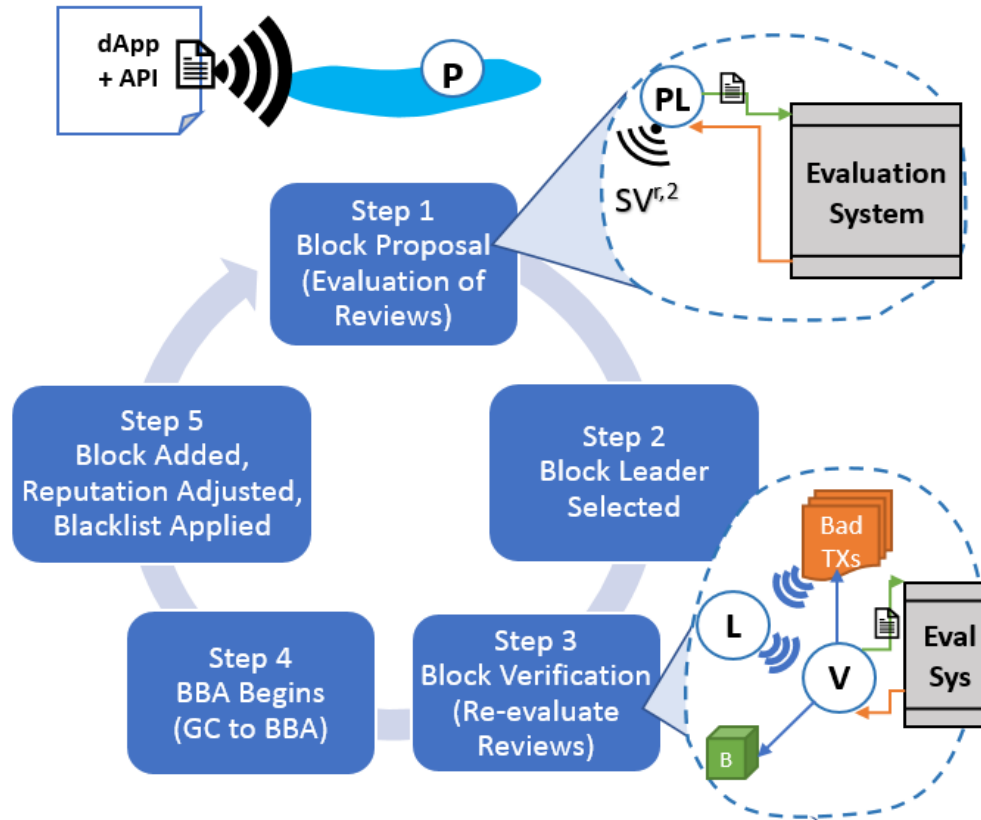 dApp
+ API
P
PL
SV^r,2
Evaluation
System
Step 1
Block Proposal
(Evaluation of
Reviews)
Step 2
Block Leader
Selected
Bad
TXs
L
V
Eval
Sys
B
Step 3
Block Verification
(Re-evaluate
Reviews)
Step 4
BBA Begins
(GC to BBA)
Step 5
Block Added,
Reputation Adjusted,
Blacklist Applied